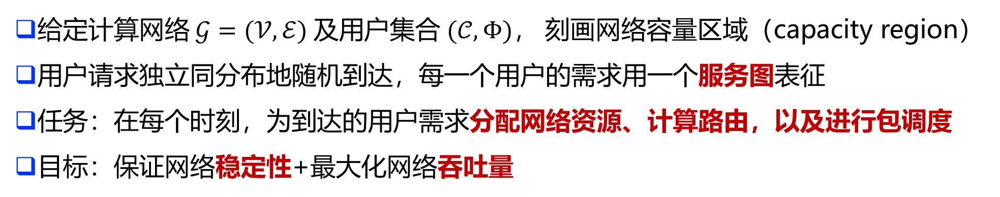 ❑给定计算网络 𝒢 = (𝒱, ℰ) 及用户集合 (𝒞, Φ)， 刻画网络容量区域（capacity region）
❑用户请求独立同分布地随机到达，每一个用户的需求用一个服务图表征
❑任务：在每个时刻，为到达的用户需求分配网络资源、计算路由，以及进行包调度
❑目标：保证网络稳定性+最大化网络吞吐量